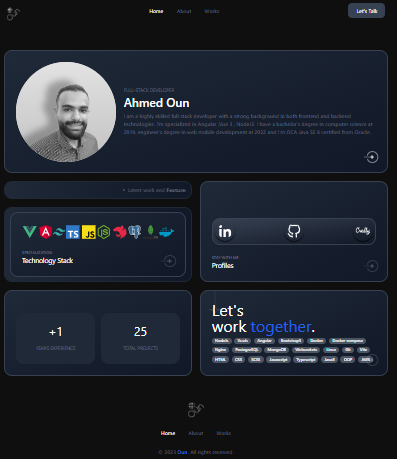 Home About Works Let's Talk
FULL-STACK DEVELOPER
Ahmed Oun
I am a highly skilled full stack developer with a strong background in both frontend and backend
technologies. I'm specialized in Angular ,Vue 3 , NodeJS. I have a bachelor's degree in computer science at
2019, engineer's degree in web mobile development at 2022 and I'm OCA Java SE 8 certified from Oracle.
Latest work and Feature
TS JS
SPECIALIZATION
Technology Stack
in
STAY WITH ME
Profiles
+1
YEARS EXPERIENCE
25
TOTAL PROJECTS
Let's
work together.
NodeJs VueJs Angular Bootstrap5 Docker Docker compose
Nginx PostgreSQL MongoDB WebSockets Linux Git Vite
HTML CSS SCSS Javascript Typescript Java8 OOP AWS
Home About Works
© 2023 Oun. All rights reserved